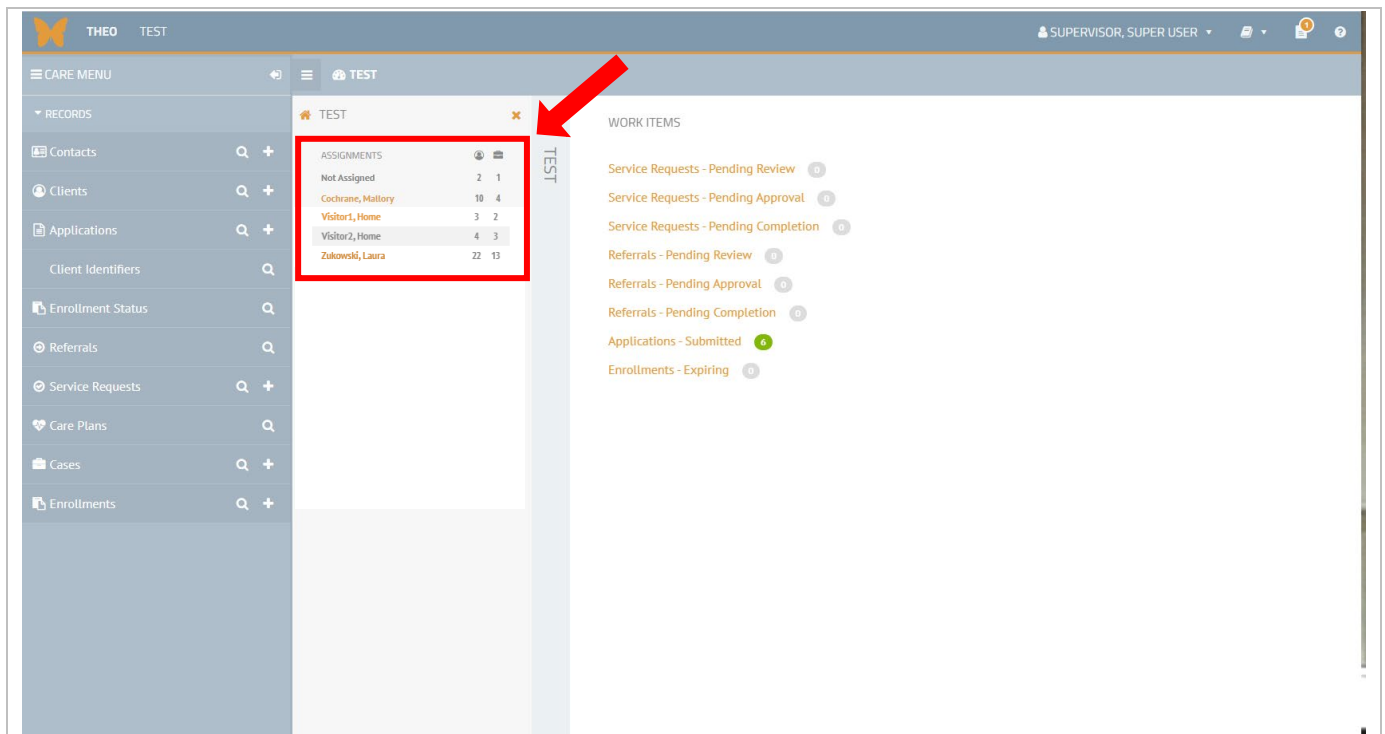 THEO TEST
SUPERVISOR, SUPER USER
1
CARE MENU
TEST
RECORDS
Contacts
Clients
Applications
Client Identifiers
Enrollment Status
Referrals
Service Requests
Care Plans
Cases
Enrollments
TEST
ASSIGNMENTS
Not Assigned 2 1
Cochrane, Mallory 10 4
Visitor1, Home 3 2
Visitor2, Home 4 3
Zukowski, Laura 22 13
TEST
WORK ITEMS
Service Requests - Pending Review 0
Service Requests - Pending Approval 0
Service Requests - Pending Completion 0
Referrals - Pending Review 0
Referrals - Pending Approval 0
Referrals - Pending Completion 0
Applications - Submitted 6
Enrollments - Expiring 0